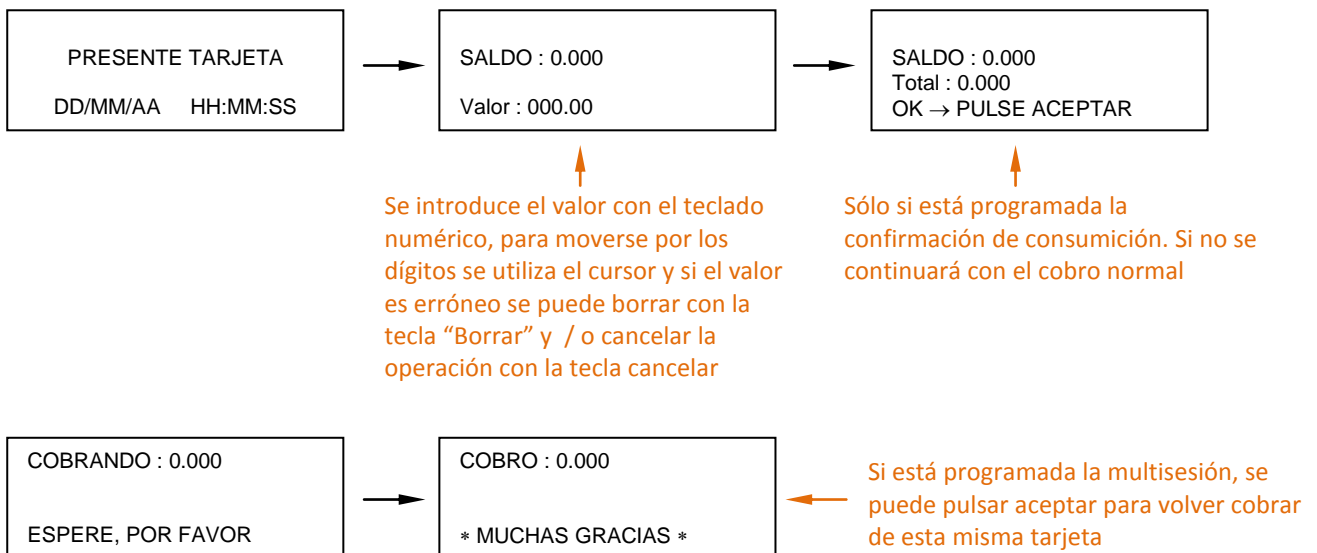 PRESENTE TARJETA
DD/MM/AA HH:MM:SS
SALDO : 0.000
Valor : 000.00
SALDO : 0.000
Total : 0.000
OK → PULSE ACEPTAR
Se introduce el valor con el teclado
numérico, para moverse por los
dígitos se utiliza el cursor y si el valor
es erróneo se puede borrar con la
tecla “Borrar” y / o cancelar la
operación con la tecla cancelar
Sólo si está programada la
confirmación de consumición. Si no se
continuará con el cobro normal
COBRANDO : 0.000
ESPERE, POR FAVOR
COBRO : 0.000
* MUCHAS GRACIAS *
Si está programada la multisesión, se
puede pulsar aceptar para volver cobrar
de esta misma tarjeta